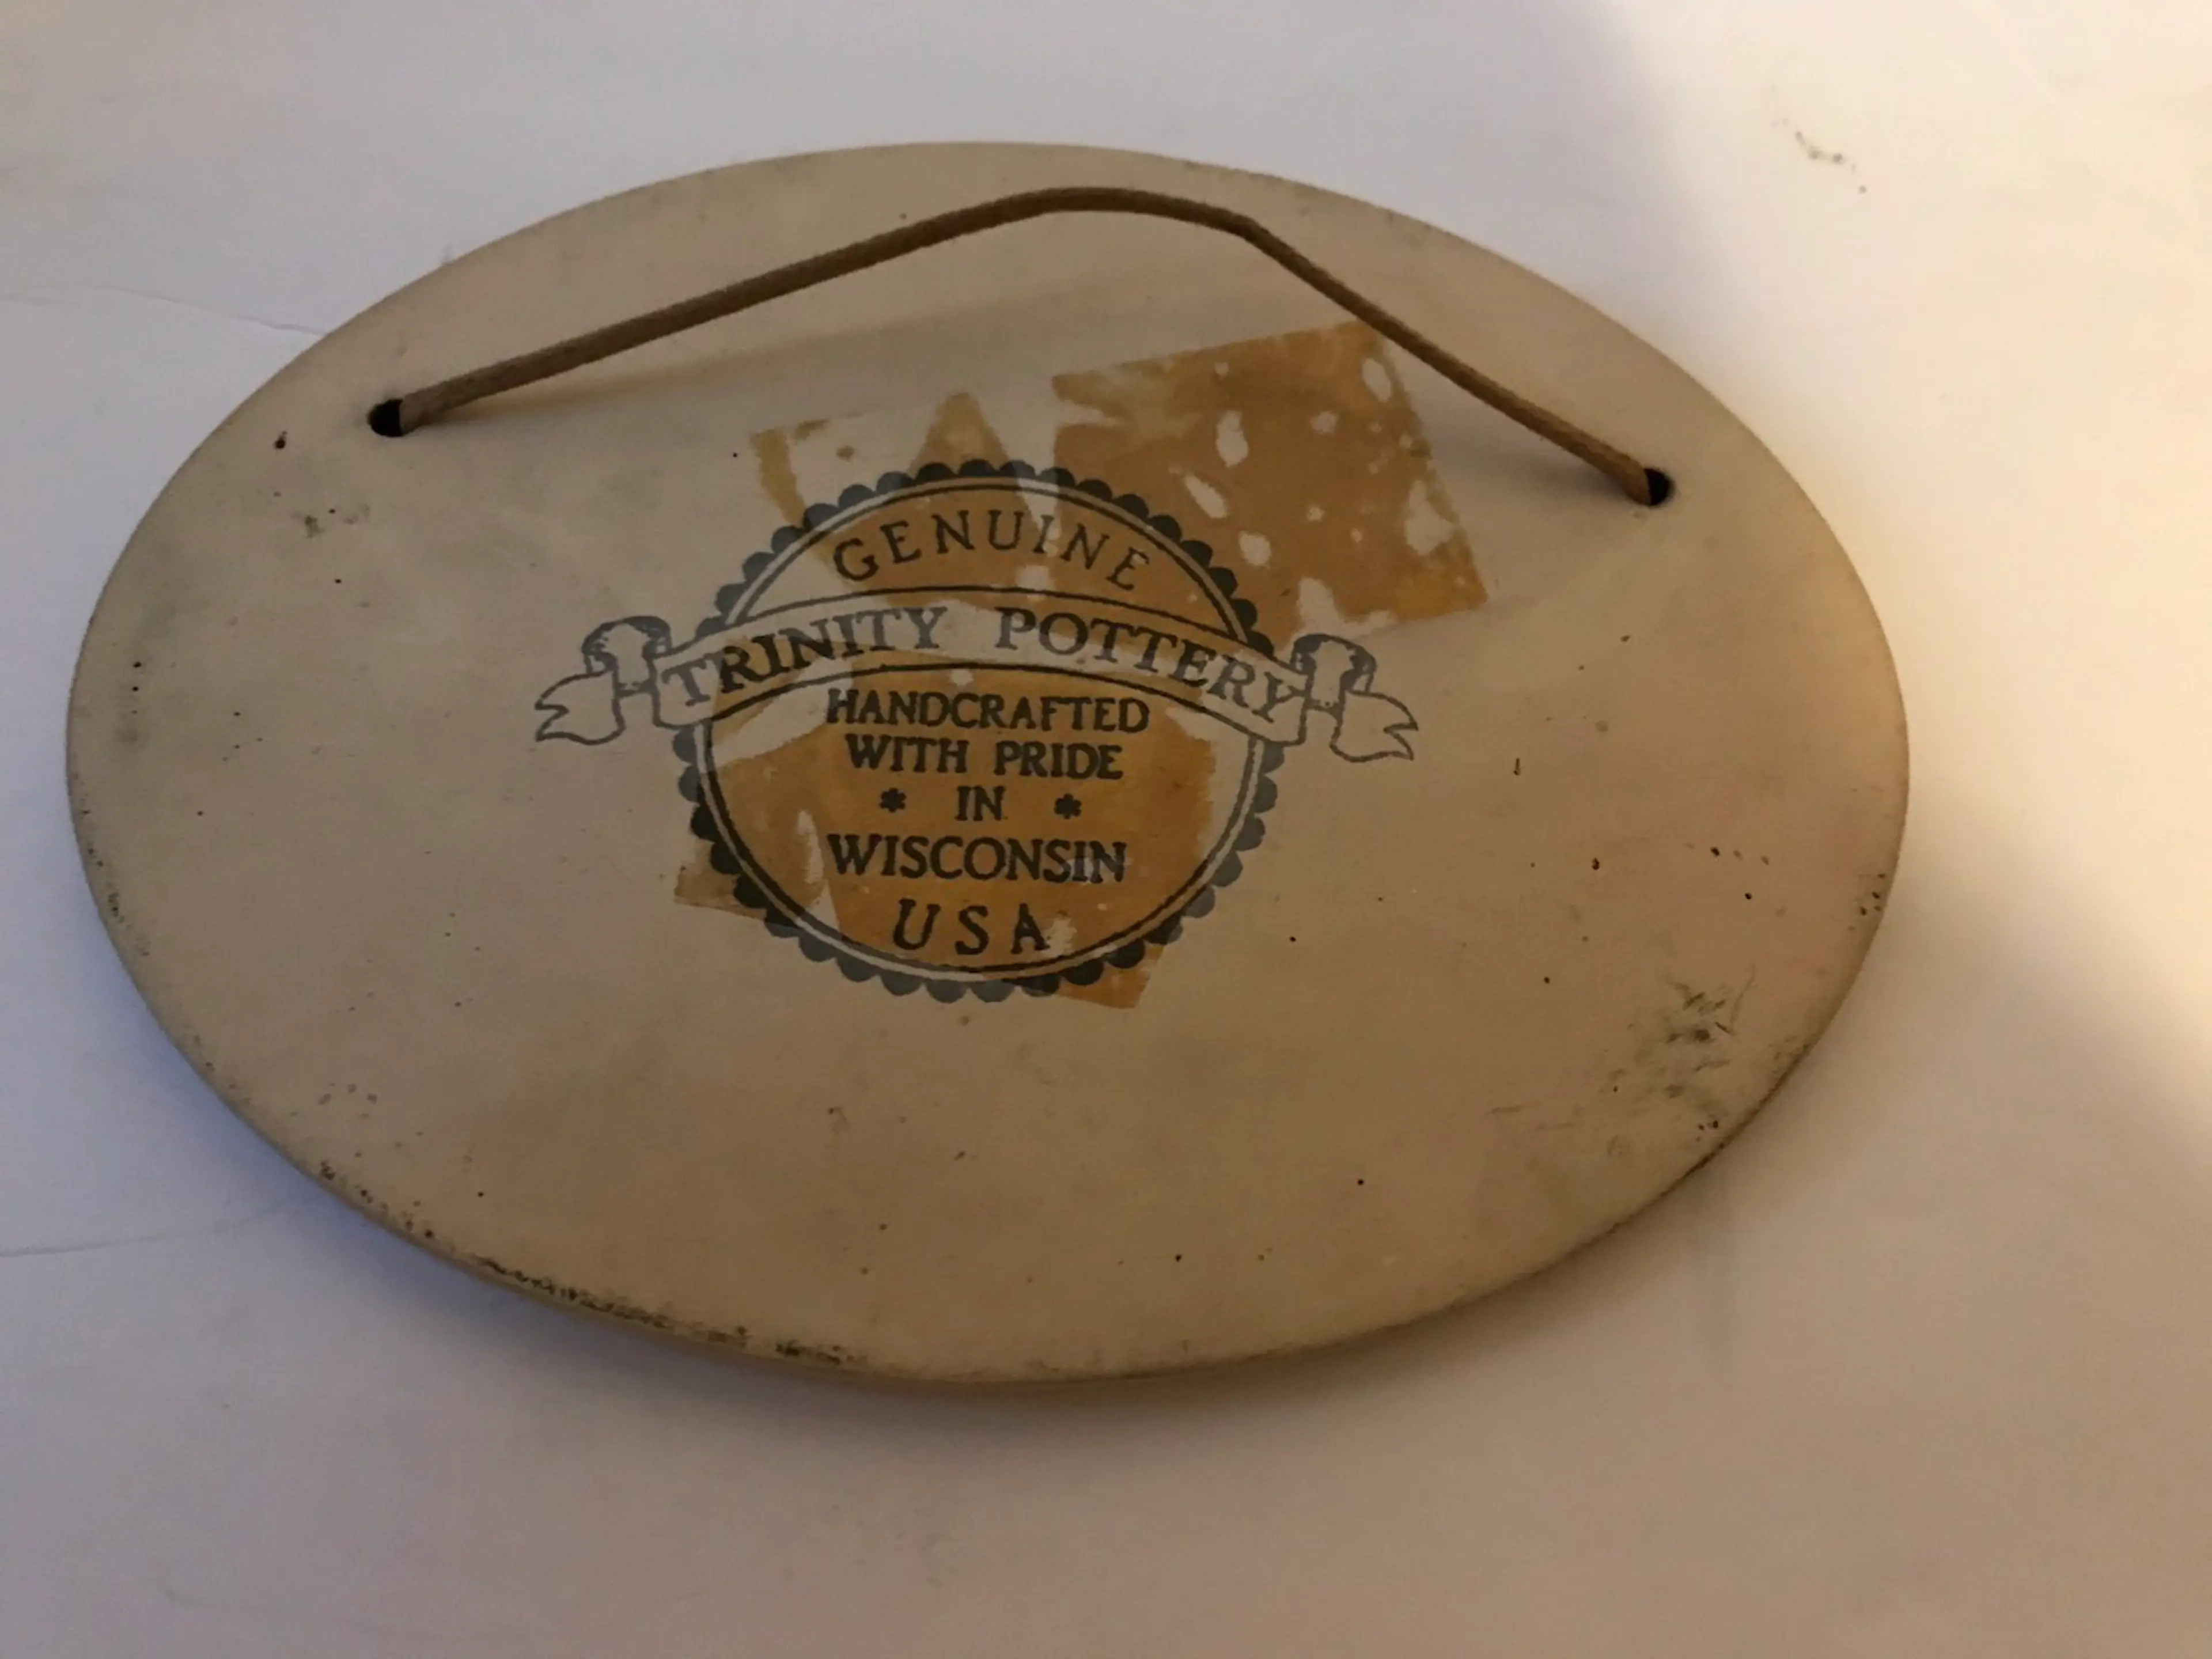 GENUINE
TRINITY POTTERY
HANDCRAFTED
WITH PRIDE
* IN *
WISCONSIN
USA